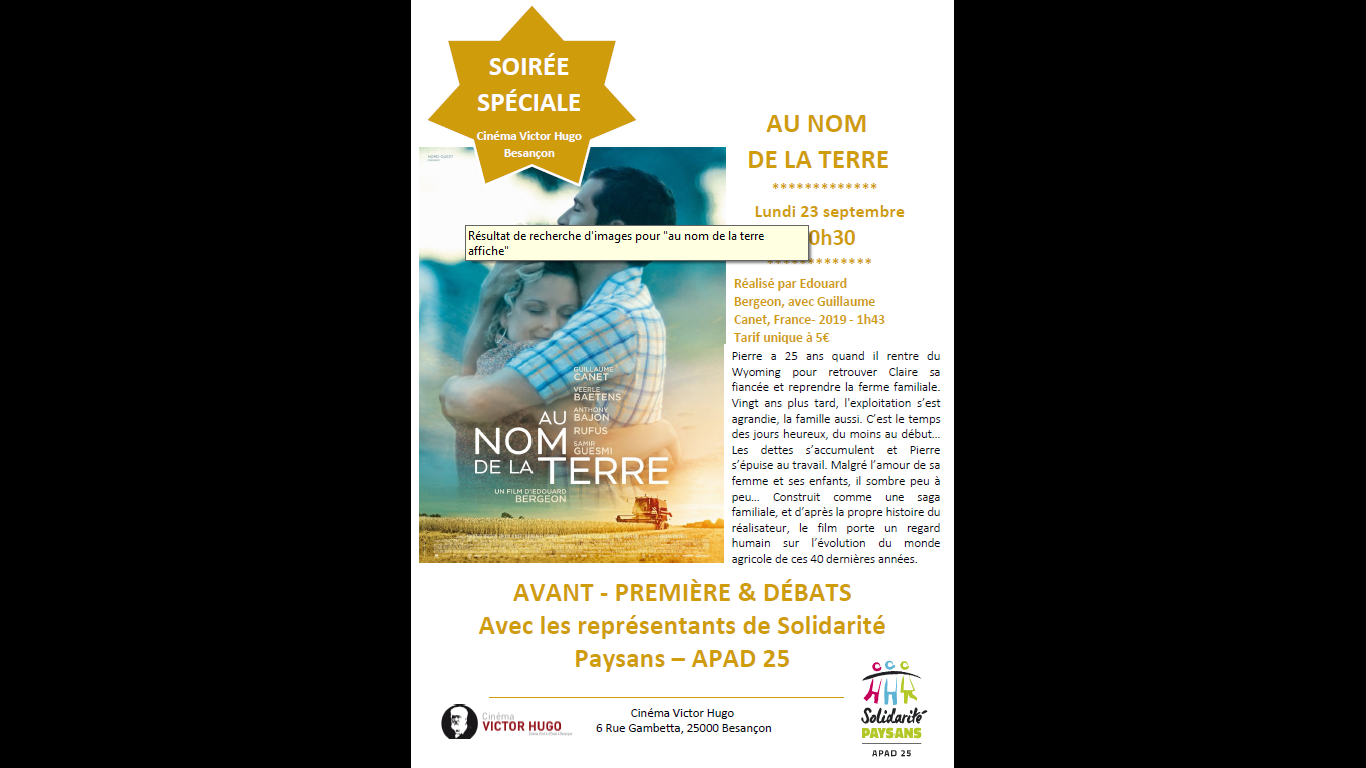 SOIRÉE
SPÉCIALE
Cinéma Victor Hugo
Besançon
AU NOM
DE LA TERRE
*************
Lundi 23 septembre
0h30
*************
Réalisé par Edouard
Bergeon, avec Guillaume
Canet, France- 2019 - 1h43
Tarif unique à 5€
Résultat de recherche d'images pour "au nom de la terre
affiche"
NORD-OUEST
GUILLAUME
CANET
VEERLE
BAETENS
ANTHONY
BAJON
RUFUS
SAMIR
GUESMI
AU
NOM
DE LA TERRE
UN FILM D'EDOUARD
BERGEON
Pierre a 25 ans quand il rentre du
Wyoming pour retrouver Claire sa
fiancée et reprendre la ferme familiale.
Vingt ans plus tard, l'exploitation s'est
agrandie, la famille aussi. C'est le temps
des jours heureux, du moins au début...
Les dettes s'accumulent et Pierre
s'épuise au travail. Malgré l'amour de sa
femme et ses enfants, il sombre peu à
peu... Construit comme une saga
familiale, et d'après la propre histoire du
réalisateur, le film porte un regard
humain sur l'évolution du monde
agricole de ces 40 dernières années.
AVANT - PREMIÈRE & DÉBATS
Avec les représentants de Solidarité
Paysans – APAD 25
Cinéma
VICTOR HUGO
Cinéma Victor Hugo
6 Rue Gambetta, 25000 Besançon
Solidarité
PAYSANS
APAD 25